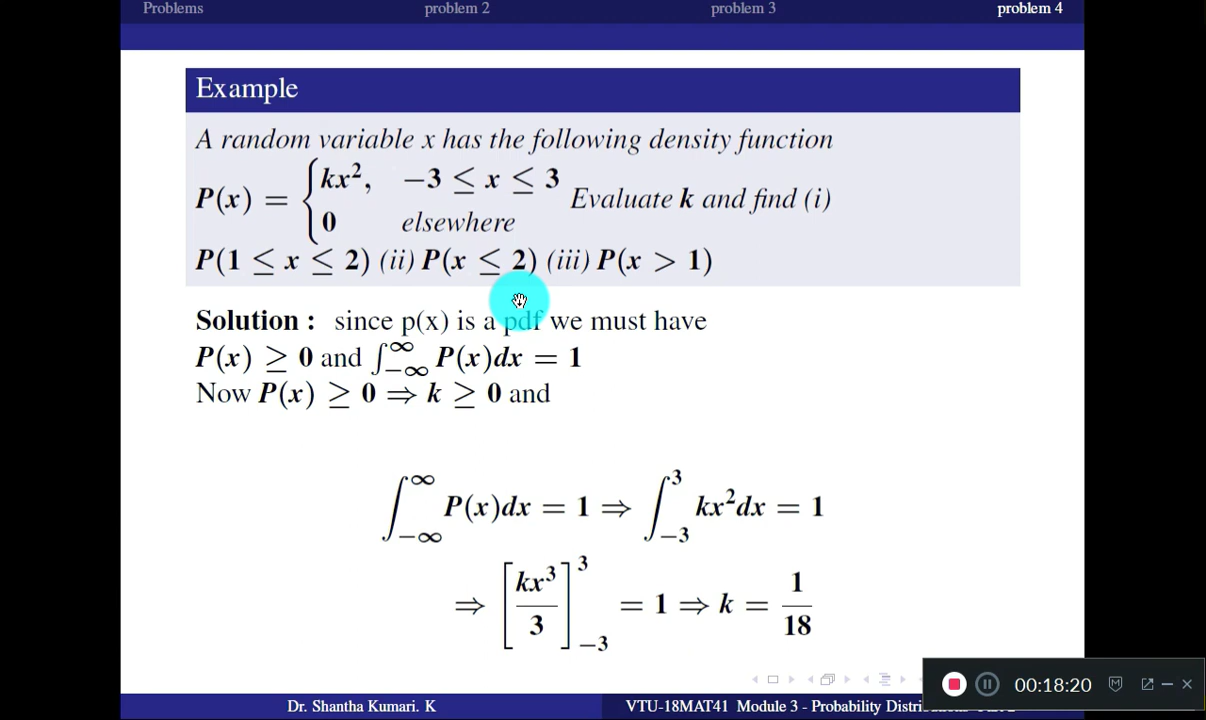 Problems problem 2 problem 3 problem 4
Example
A random variable x has the following density function
P(x) = { kx², −3 ≤ x ≤ 3 Evaluate k and find (i)
0 elsewhere
P(1 ≤ x ≤ 2) (ii) P(x ≤ 2) (iii) P(x > 1)
Solution : since p(x) is a pdf we must have
P(x) ≥ 0 and ∫_{−∞}^{∞} P(x)dx = 1
Now P(x) ≥ 0 ⇒ k ≥ 0 and
∫_{−∞}^{∞} P(x)dx = 1 ⇒ ∫_{−3}^{3} kx²dx = 1
⇒ [kx³/3]_{−3}^{3} = 1 ⇒ k = 1/18
00:18:20
Dr. Shantha Kumari. K VTU-18MAT41 Module 3 - Probability